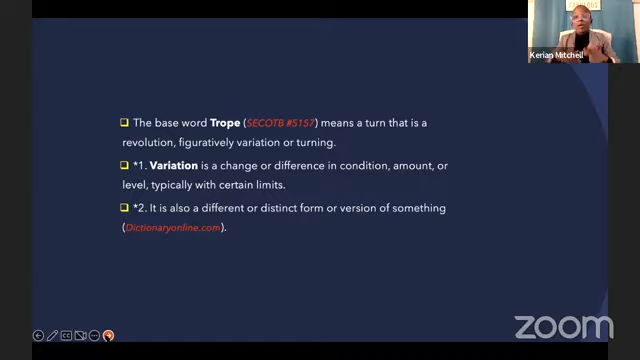 Kerian Mitchell
The base word Trope (SECOTB #5157) means a turn that is a
revolution, figuratively variation or turning.
*1. Variation is a change or difference in condition, amount, or
level, typically with certain limits.
*2. It is also a different or distinct form or version of something
(Dictionaryonline.com).
CC
zoom